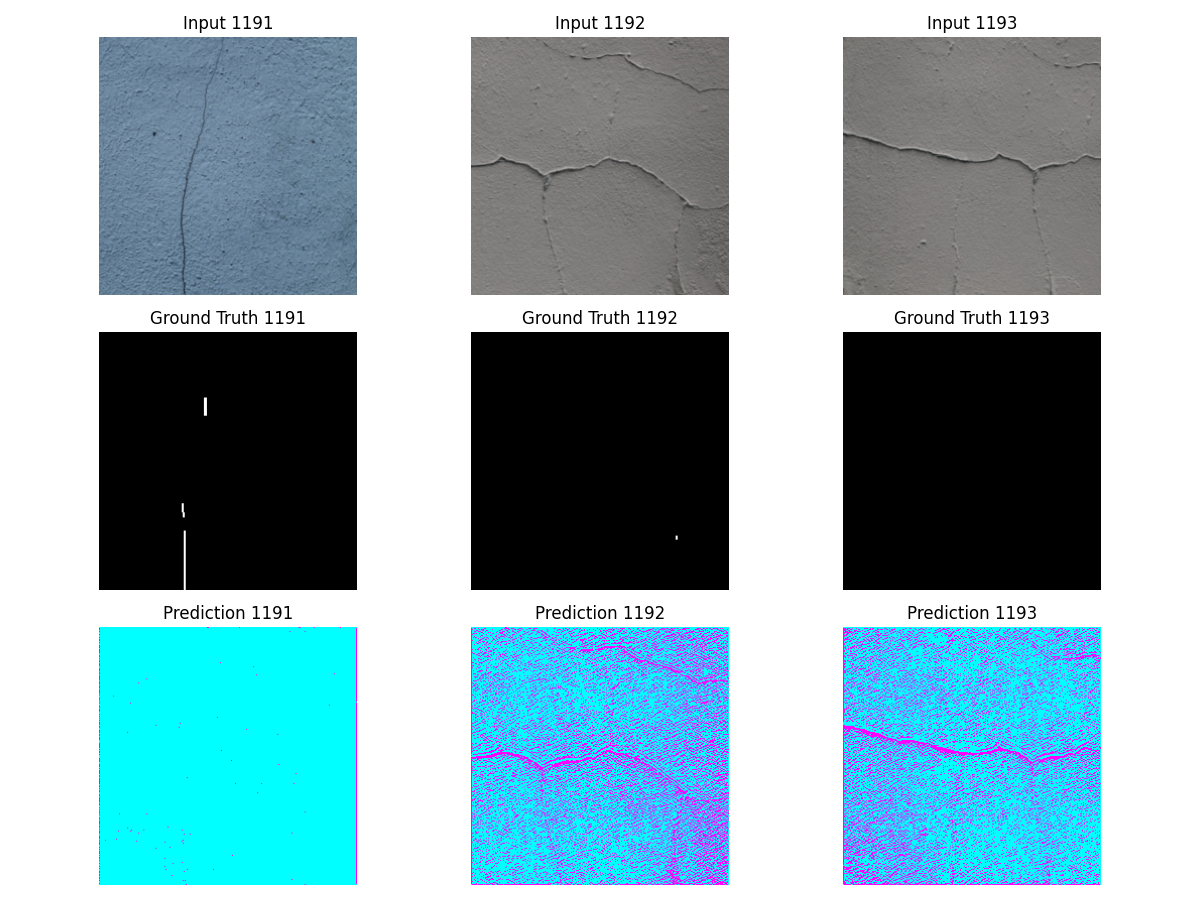 Input 1191
Input 1192
Input 1193
Ground Truth 1191
Ground Truth 1192
Ground Truth 1193
Prediction 1191
Prediction 1192
Prediction 1193